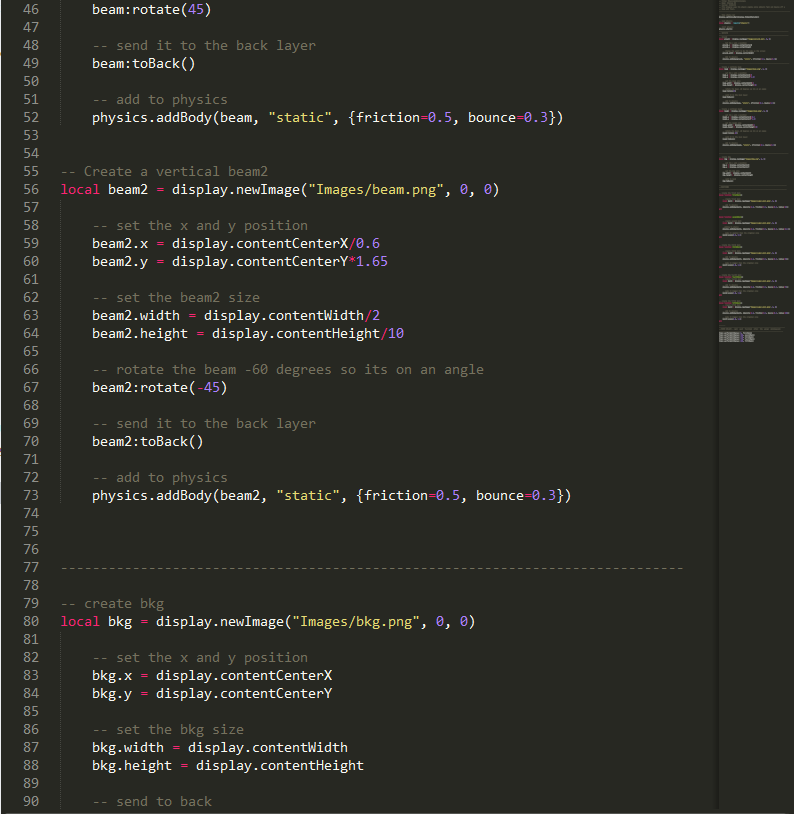 46 beam:rotate(45)
47
48 -- send it to the back layer
49 beam:toBack()
50
51 -- add to physics
52 physics.addBody(beam, "static", {friction=0.5, bounce=0.3})
53
54
55 -- Create a vertical beam2
56 local beam2 = display.newImage("Images/beam.png", 0, 0)
57
58 -- set the x and y position
59 beam2.x = display.contentCenterX/0.6
60 beam2.y = display.contentCenterY*1.65
61
62 -- set the beam2 size
63 beam2.width = display.contentWidth/2
64 beam2.height = display.contentHeight/10
65
66 -- rotate the beam -60 degrees so its on an angle
67 beam2:rotate(-45)
68
69 -- send it to the back layer
70 beam2:toBack()
71
72 -- add to physics
73 physics.addBody(beam2, "static", {friction=0.5, bounce=0.3})
74
75
76
77 ------------------------------------------------------------------------------
78
79 -- create bkg
80 local bkg = display.newImage("Images/bkg.png", 0, 0)
81
82 -- set the x and y position
83 bkg.x = display.contentCenterX
84 bkg.y = display.contentCenterY
85
86 -- set the bkg size
87 bkg.width = display.contentWidth
88 bkg.height = display.contentHeight
89
90 -- send to back